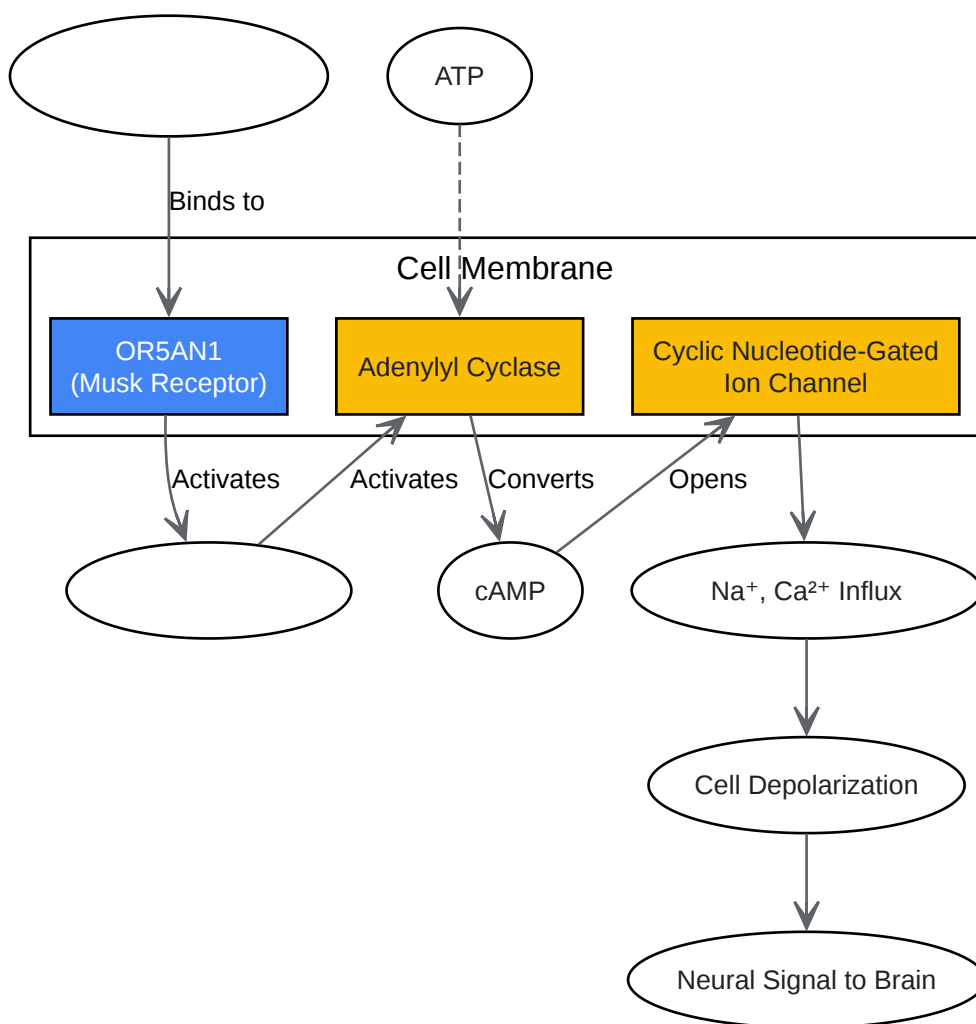 ATP
Binds to
Cell Membrane
OR5AN1
(Musk Receptor)
Adenylyl Cyclase
Cyclic Nucleotide-Gated
Ion Channel
Activates
Activates
Converts
Opens
cAMP
Na⁺, Ca²⁺ Influx
Cell Depolarization
Neural Signal to Brain